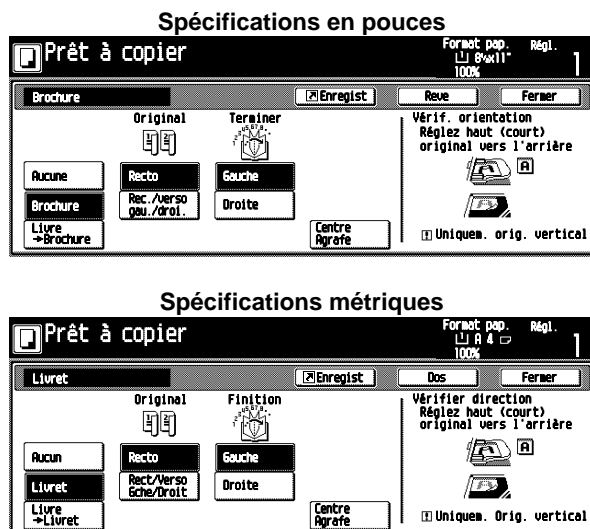 Spécifications en pouces
Prêt à copier
Format pap. Régl.
8½x11" 1
100%
Brochure Enregist Reve Fermer
Original Terminer
Vérif. orientation
Réglez haut (court)
original vers l'arrière
Aucune Recto Gauche
Brochure Rec./verso gau./droi. Droite
Livre →Brochure Centre Agrafe
Uniquem. orig. vertical
Spécifications métriques
Prêt à copier
Format pap. Régl.
A 4 1
100%
Livret Enregist Dos Fermer
Original Finition
Vérifier direction
Réglez haut (court)
original vers l'arrière
Aucun Recto Gauche
Livret Rect/Verso Gche/Droit Droite
Livre →Livret Centre Agrafe
Uniquem. Orig. vertical